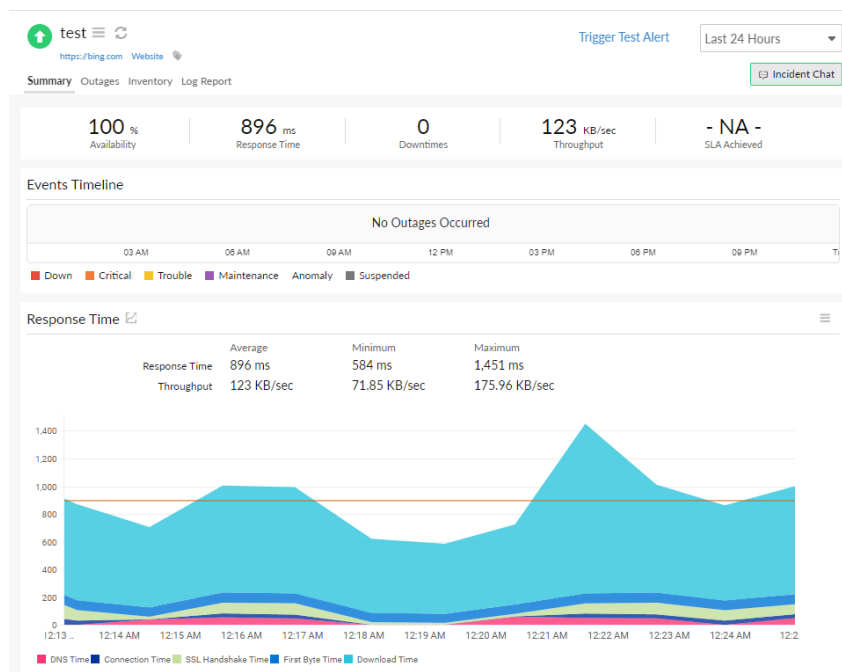 test
Trigger Test Alert
Last 24 Hours
https://bing.com Website
Summary Outages Inventory Log Report
Incident Chat
100 % 896 ms 0 123 KB/sec - NA -
Availability Response Time Downtimes Throughput SLA Achieved
Events Timeline
No Outages Occurred
03 AM 06 AM 09 AM 12 PM 03 PM 06 PM 09 PM
Down Critical Trouble Maintenance Anomaly Suspended
Response Time
Average Minimum Maximum
Response Time 896 ms 584 ms 1,451 ms
Throughput 123 KB/sec 71.85 KB/sec 175.96 KB/sec
1,400
1,200
1,000
800
600
400
200
0
12:13 .. 12:14 AM 12:15 AM 12:16 AM 12:17 AM 12:18 AM 12:19 AM 12:20 AM 12:21 AM 12:22 AM 12:23 AM 12:24 AM 12:2
DNS Time Connection Time SSL Handshake Time First Byte Time Download Time